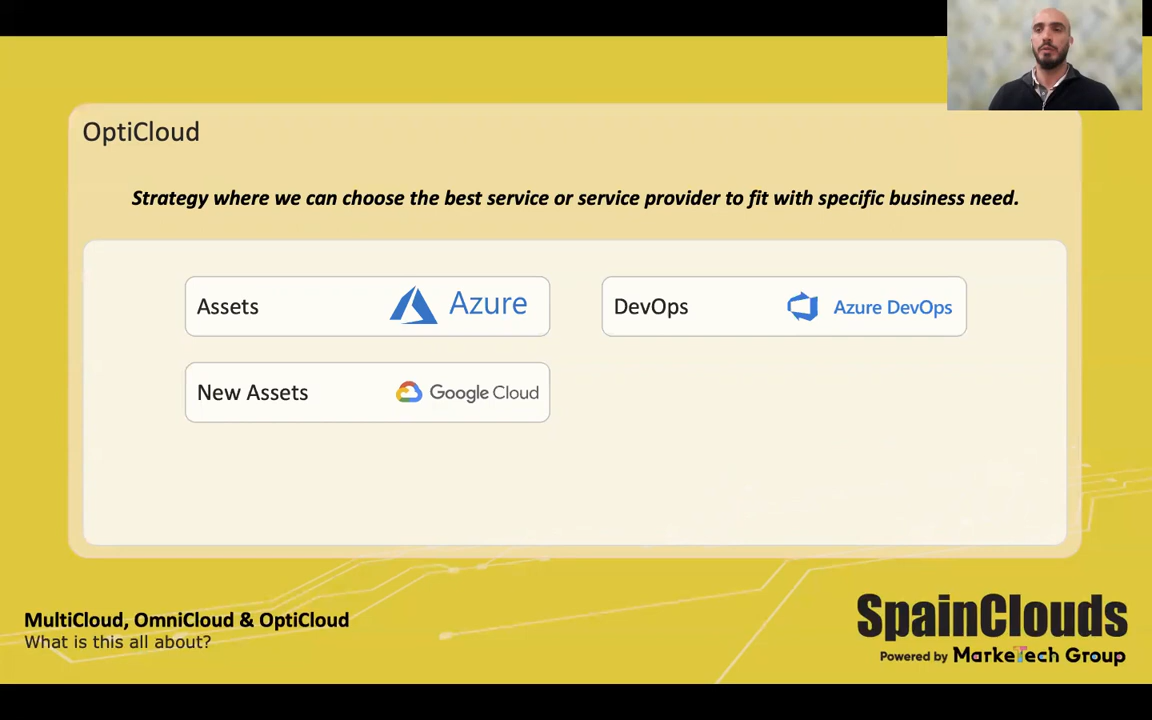 OptiCloud
Strategy where we can choose the best service or service provider to fit with specific business need.
Assets
Azure
DevOps
Azure DevOps
New Assets
Google Cloud
MultiCloud, OmniCloud & OptiCloud
What is this all about?
SpainClouds
Powered by MarkeTech Group